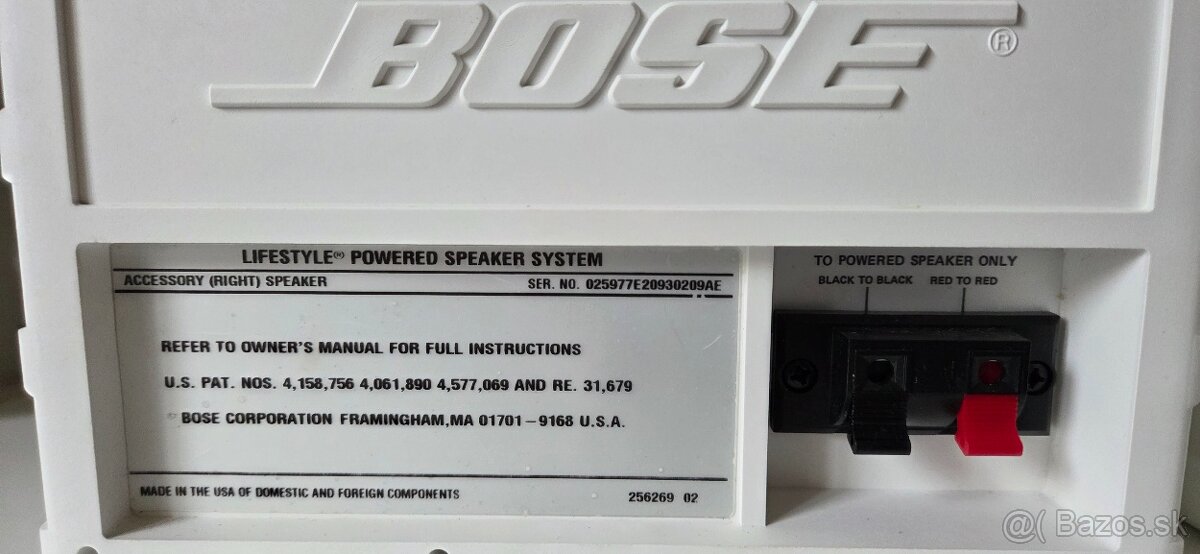 BOSE®
LIFESTYLE® POWERED SPEAKER SYSTEM
ACCESSORY (RIGHT) SPEAKER SER. NO. 025977E20930209AE
REFER TO OWNER'S MANUAL FOR FULL INSTRUCTIONS
U.S. PAT. NOS. 4,158,756 4,061,890 4,577,069 AND RE. 31,679
BOSE CORPORATION FRAMINGHAM,MA 01701-9168 U.S.A.
MADE IN THE USA OF DOMESTIC AND FOREIGN COMPONENTS 256269 02
TO POWERED SPEAKER ONLY
BLACK TO BLACK RED TO RED
@( Bazos.sk